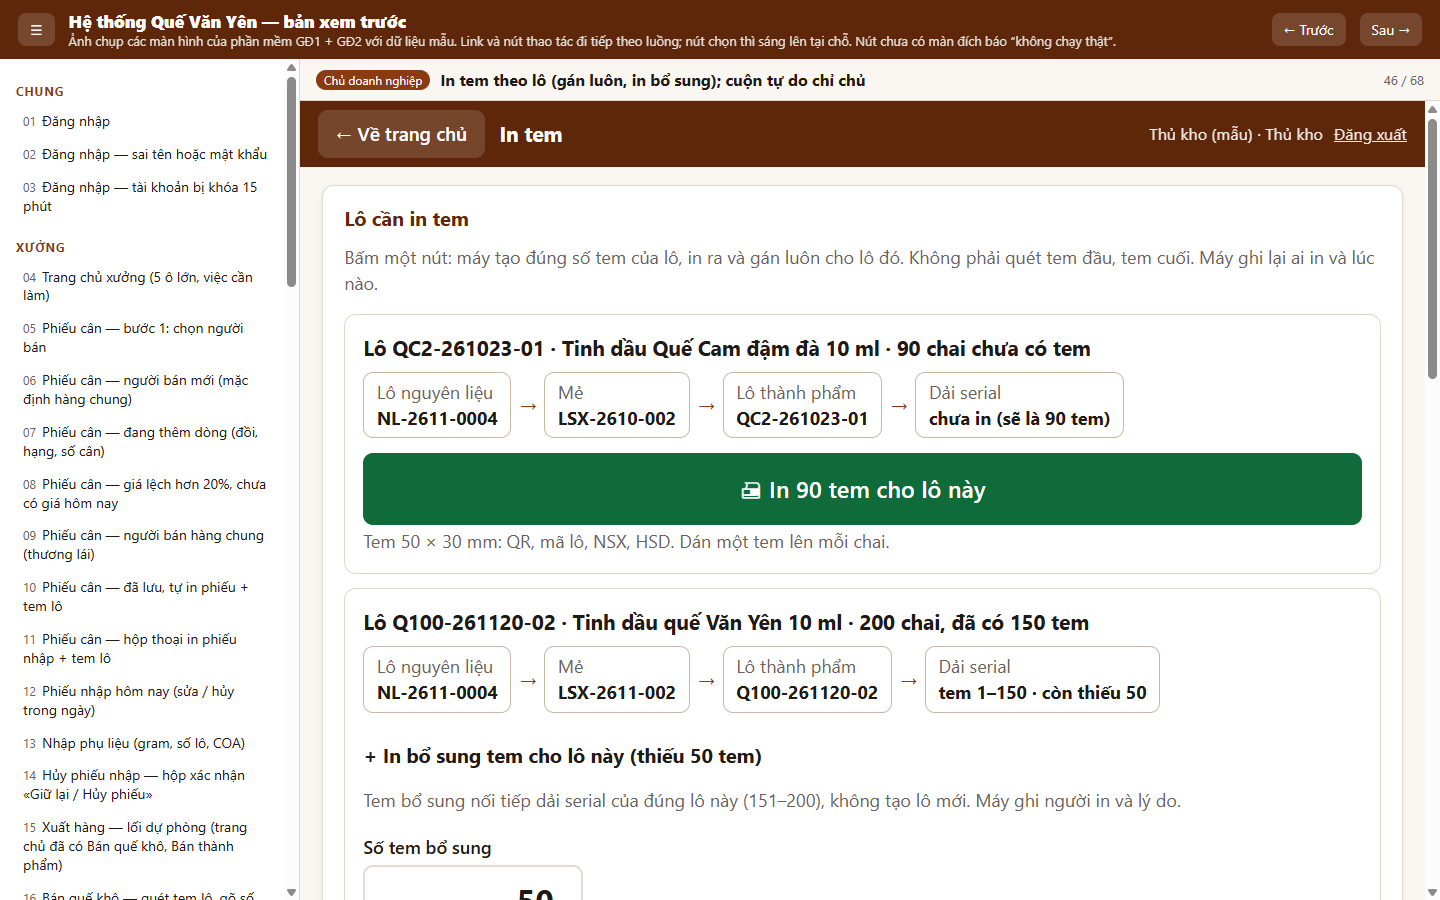 ☰
Hệ thống Quế Văn Yên — bản xem trước
Ảnh chụp các màn hình của phần mềm GĐ1 + GĐ2 với dữ liệu mẫu. Link và nút thao tác đi tiếp theo luồng; nút chọn thì sáng lên tại chỗ. Nút chưa có màn đích báo “không chạy thật”.
← Trước
Sau →
CHUNG
01 Đăng nhập
02 Đăng nhập — sai tên hoặc mật khẩu
03 Đăng nhập — tài khoản bị khóa 15
phút
XƯỞNG
04 Trang chủ xưởng (5 ô lớn, việc cần
làm)
05 Phiếu cân — bước 1: chọn người
bán
06 Phiếu cân — người bán mới (mặc
định hàng chung)
07 Phiếu cân — đang thêm dòng (đồi,
hạng, số cân)
08 Phiếu cân — giá lệch hơn 20%, chưa
có giá hôm nay
09 Phiếu cân — người bán hàng chung
(thương lái)
10 Phiếu cân — đã lưu, tự in phiếu +
tem lô
11 Phiếu cân — hộp thoại in phiếu
nhập + tem lô
12 Phiếu nhập hôm nay (sửa / hủy
trong ngày)
13 Nhập phụ liệu (gram, số lô, COA)
14 Hủy phiếu nhập — hộp xác nhận
«Giữ lại / Hủy phiếu»
15 Xuất hàng — lối dự phòng (trang
chủ đã có Bán quế khô, Bán thành
phẩm)
16 Bán quế khô — quét tem lô, gõ số
Chủ doanh nghiệp
In tem theo lô (gán luôn, in bổ sung); cuộn tự do chỉ chủ
46 / 68
← Về trang chủ
In tem
Thủ kho (mẫu) · Thủ kho
Đăng xuất
Lô cần in tem
Bấm một nút: máy tạo đúng số tem của lô, in ra và gán luôn cho lô đó. Không phải quét tem đầu, tem cuối. Máy ghi lại ai in và lúc
nào.
Lô QC2-261023-01 · Tinh dầu Quế Cam đậm đà 10 ml · 90 chai chưa có tem
Lô nguyên liệu
NL-2611-0004
→
Mẻ
LSX-2610-002
→
Lô thành phẩm
QC2-261023-01
→
Dải serial
chưa in (sẽ là 90 tem)
In 90 tem cho lô này
Tem 50 × 30 mm: QR, mã lô, NSX, HSD. Dán một tem lên mỗi chai.
Lô Q100-261120-02 · Tinh dầu quế Văn Yên 10 ml · 200 chai, đã có 150 tem
Lô nguyên liệu
NL-2611-0004
→
Mẻ
LSX-2611-002
→
Lô thành phẩm
Q100-261120-02
→
Dải serial
tem 1–150 · còn thiếu 50
+ In bổ sung tem cho lô này (thiếu 50 tem)
Tem bổ sung nối tiếp dải serial của đúng lô này (151–200), không tạo lô mới. Máy ghi người in và lý do.
Số tem bổ sung
50